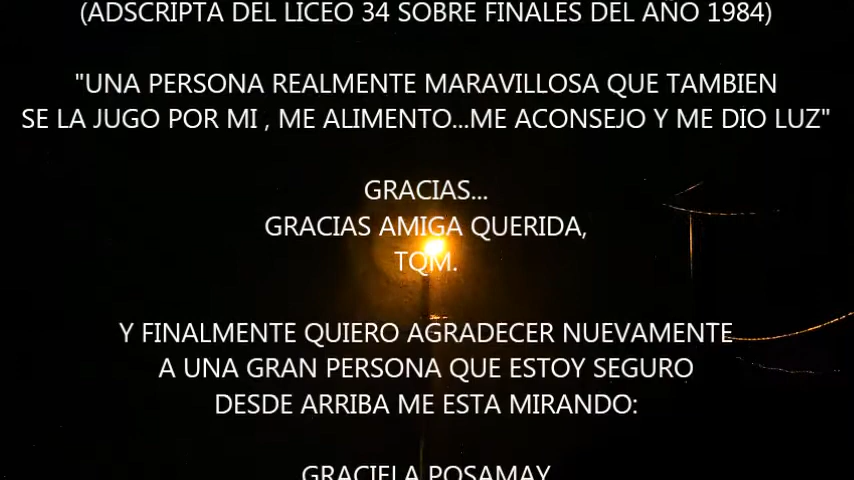 (ADSCRIPTA DEL LICEO 34 SOBRE FINALES DEL AÑO 1984)
"UNA PERSONA REALMENTE MARAVILLOSA QUE TAMBIEN
SE LA JUGO POR MI , ME ALIMENTO...ME ACONSEJO Y ME DIO LUZ"
GRACIAS...
GRACIAS AMIGA QUERIDA,
TQM.
Y FINALMENTE QUIERO AGRADECER NUEVAMENTE
A UNA GRAN PERSONA QUE ESTOY SEGURO
DESDE ARRIBA ME ESTA MIRANDO:
GRACIELA POSAMAY